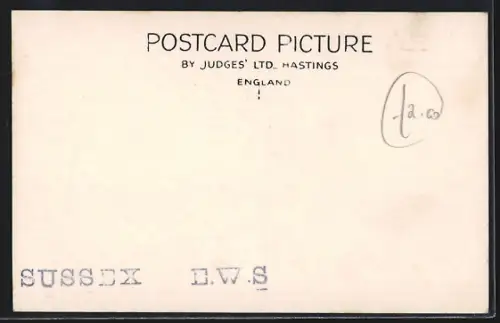 POSTCARD PICTURE
BY JUDGES' LTD. HASTINGS
ENGLAND
SUSSEX E.W.S